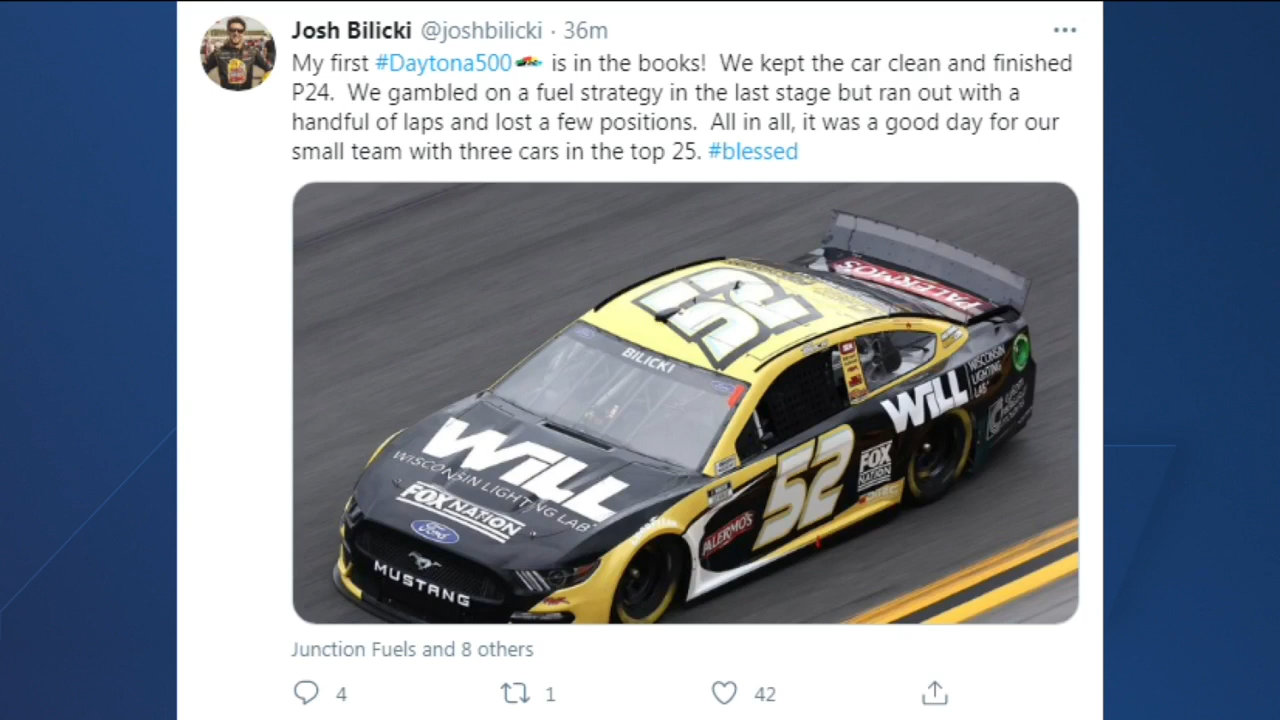 Josh Bilicki @joshbilicki · 36m
My first #Daytona500 is in the books! We kept the car clean and finished
P24. We gambled on a fuel strategy in the last stage but ran out with a
handful of laps and lost a few positions. All in all, it was a good day for our
small team with three cars in the top 25. #blessed
PALERMOS
52
BILICKI
WiLL
WISCONSIN
LIGHTING
LAB
WiLL
WISCONSIN LIGHTING LAB
FOX NATION
Ford
MUSTANG
52
FOX
NATION
PALERMO'S
Junction Fuels and 8 others
4 1 42